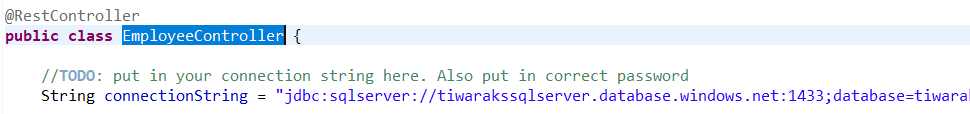 @RestController
public class EmployeeController {
//TODO: put in your connection string here. Also put in correct password
String connectionString = "jdbc:sqlserver://tiwarakssqlserver.database.windows.net:1433;database=tiwaral